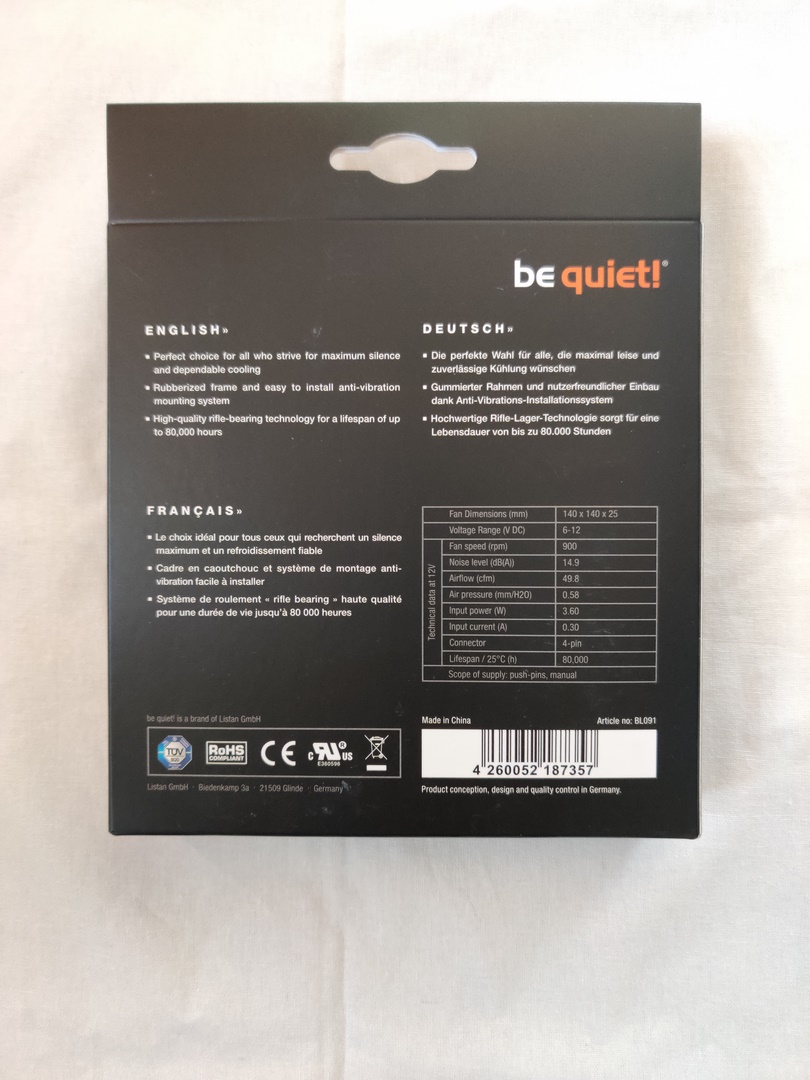 be quiet!®
ENGLISH»
▪ Perfect choice for all who strive for maximum silence
and dependable cooling
▪ Rubberized frame and easy to install anti-vibration
mounting system
▪ High-quality rifle-bearing technology for a lifespan of up
to 80,000 hours
DEUTSCH»
▪ Die perfekte Wahl für alle, die maximal leise und
zuverlässige Kühlung wünschen
▪ Gummierter Rahmen und nutzerfreundlicher Einbau
dank Anti-Vibrations-Installationssystem
▪ Hochwertige Rifle-Lager-Technologie sorgt für eine
Lebensdauer von bis zu 80.000 Stunden
FRANÇAIS»
▪ Le choix idéal pour tous ceux qui recherchent un silence
maximum et un refroidissement fiable
▪ Cadre en caoutchouc et système de montage anti-
vibration facile à installer
▪ Système de roulement « rifle bearing » haute qualité
pour une durée de vie jusqu'à 80 000 heures
Fan Dimensions (mm) 140 x 140 x 25
Voltage Range (V DC) 6-12
Technical data at 12V
Fan speed (rpm) 900
Noise level (dB(A)) 14.9
Airflow (cfm) 49.8
Air pressure (mm/H2O) 0.58
Input power (W) 3.60
Input current (A) 0.30
Connector 4-pin
Lifespan / 25°C (h) 80,000
Scope of supply: push-pins, manual
be quiet! is a brand of Listan GmbH
TÜV
RoHS
COMPLIANT
CE
c RU® US
E360596
Listan GmbH · Biedenkamp 3a · 21509 Glinde · Germany
Made in China Article no: BL091
4 260052 187357
Product conception, design and quality control in Germany.